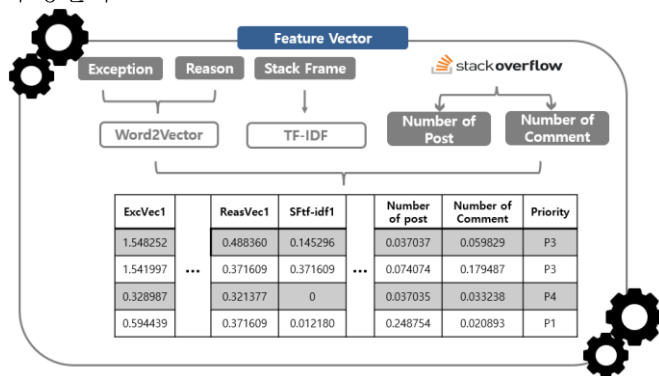 Feature Vector
Exception Reason Stack Frame stackoverflow
Word2Vector TF-IDF Number of Post Number of Comment
ExcVec1 ReasVec1 SFtf-idf1 Number of post Number of Comment Priority
1.548252 0.488360 0.145296 0.037037 0.059829 P3
1.541997 ... 0.371609 0.371609 ... 0.074074 0.179487 P3
0.328987 0.321377 0 0.037035 0.033238 P4
0.594439 0.371609 0.012180 0.248754 0.020893 P1